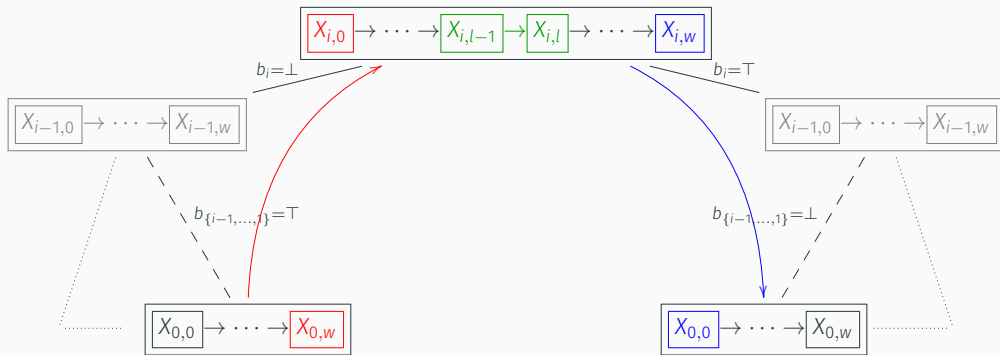 X_{i,0} → ⋯ → X_{i,l−1} → X_{i,l} → ⋯ → X_{i,w}
b_i=⊥
b_i=⊤
X_{i−1,0} → ⋯ → X_{i−1,w}
X_{i−1,0} → ⋯ → X_{i−1,w}
b_{\{i−1,...,1\}}=⊤
b_{\{i−1,...,1\}}=⊥
X_{0,0} → ⋯ → X_{0,w}
X_{0,0} → ⋯ → X_{0,w}